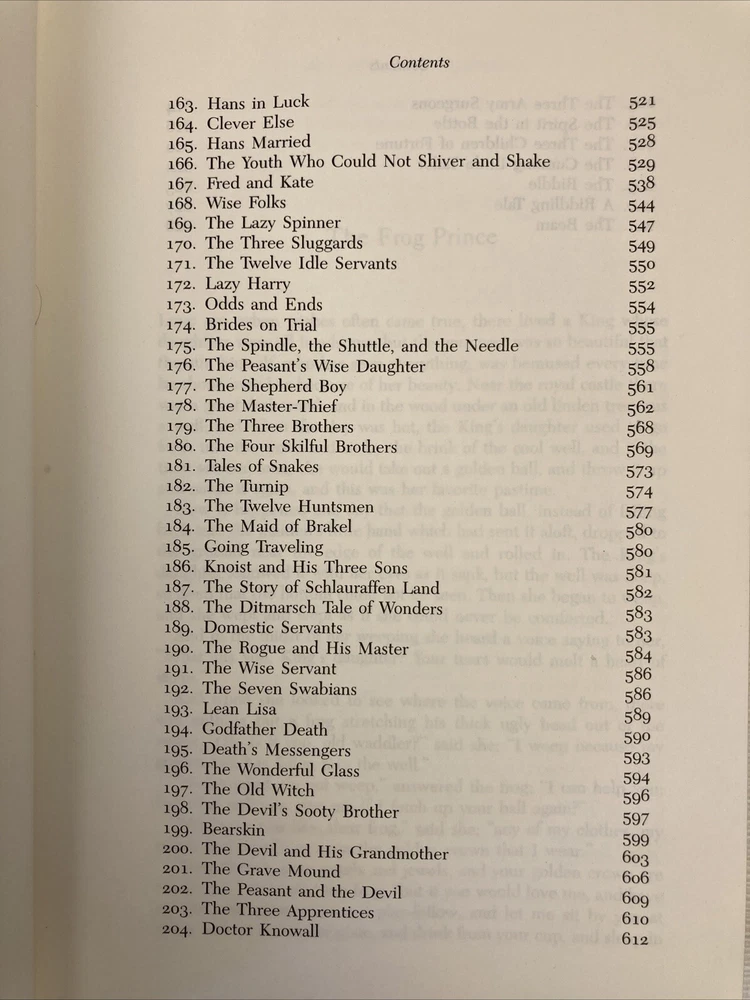 Contents
163. Hans in Luck 521
164. Clever Else 525
165. Hans Married 528
166. The Youth Who Could Not Shiver and Shake 529
167. Fred and Kate 538
168. Wise Folks 544
169. The Lazy Spinner 547
170. The Three Sluggards 549
171. The Twelve Idle Servants 550
172. Lazy Harry 552
173. Odds and Ends 554
174. Brides on Trial 555
175. The Spindle, the Shuttle, and the Needle 555
176. The Peasant's Wise Daughter 558
177. The Shepherd Boy 561
178. The Master-Thief 562
179. The Three Brothers 568
180. The Four Skilful Brothers 569
181. Tales of Snakes 573
182. The Turnip 574
183. The Twelve Huntsmen 577
184. The Maid of Brakel 580
185. Going Traveling 580
186. Knoist and His Three Sons 581
187. The Story of Schlauraffen Land 582
188. The Ditmarsch Tale of Wonders 583
189. Domestic Servants 583
190. The Rogue and His Master 584
191. The Wise Servant 586
192. The Seven Swabians 586
193. Lean Lisa 589
194. Godfather Death 590
195. Death's Messengers 593
196. The Wonderful Glass 594
197. The Old Witch 596
198. The Devil's Sooty Brother 597
199. Bearskin 599
200. The Devil and His Grandmother 603
201. The Grave Mound 606
202. The Peasant and the Devil 609
203. The Three Apprentices 610
204. Doctor Knowall 612